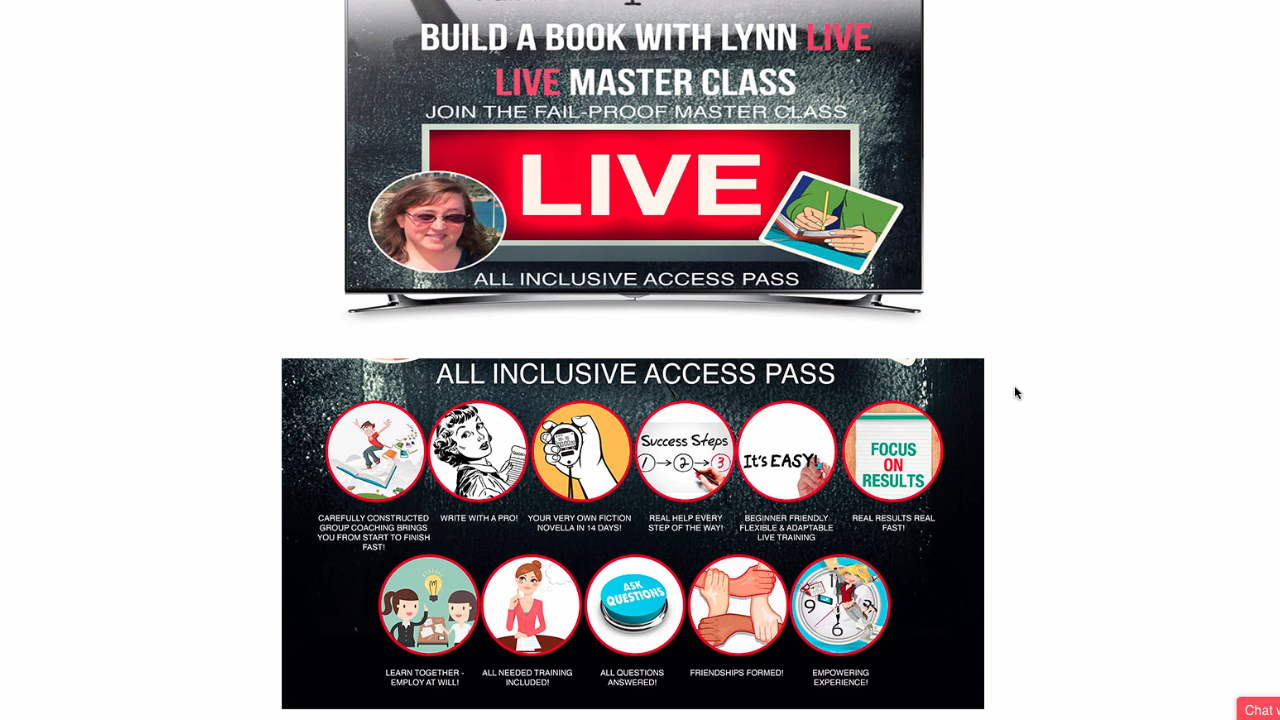 BUILD A BOOK WITH LYNN LIVE
LIVE MASTER CLASS
JOIN THE FAIL-PROOF MASTER CLASS
LIVE
ALL INCLUSIVE ACCESS PASS
ALL INCLUSIVE ACCESS PASS
Success Steps
1 → 2 → 3
It's EASY!
FOCUS
ON
RESULTS
CAREFULLY CONSTRUCTED
GROUP COACHING BRINGS
YOU FROM START TO FINISH
FAST!
WRITE WITH A PRO!
YOUR VERY OWN FICTION
NOVELLA IN 14 DAYS!
REAL HELP EVERY
STEP OF THE WAY!
BEGINNER FRIENDLY
FLEXIBLE & ADAPTABLE
LIVE TRAINING
REAL RESULTS REAL
FAST!
ASK
QUESTIONS
9
6
LEARN TOGETHER -
EMPLOY AT WILL!
ALL NEEDED TRAINING
INCLUDED!
ALL QUESTIONS
ANSWERED!
FRIENDSHIPS FORMED!
EMPOWERING
EXPERIENCE!
Chat